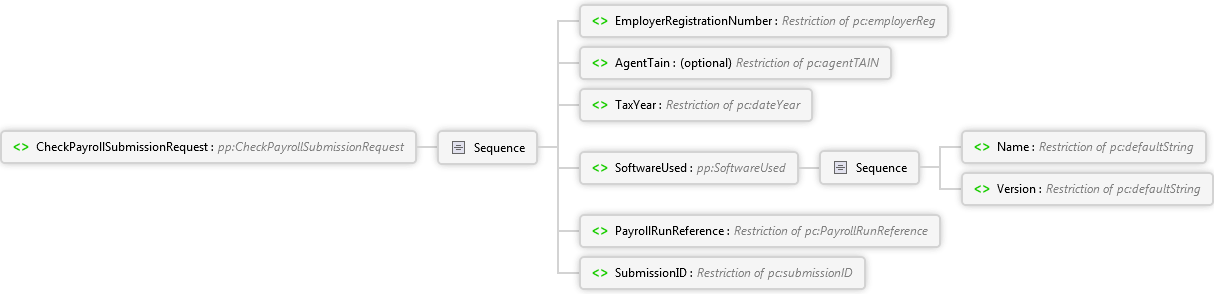 EmployerRegistrationNumber : Restriction of pc:employerReg
AgentTain : (optional) Restriction of pc:agentTAIN
TaxYear : Restriction of pc:dateYear
CheckPayrollSubmissionRequest : pp:CheckPayrollSubmissionRequest
Sequence
SoftwareUsed : pp:SoftwareUsed
Sequence
Name : Restriction of pc:defaultString
Version : Restriction of pc:defaultString
PayrollRunReference : Restriction of pc:PayrollRunReference
SubmissionID : Restriction of pc:submissionID